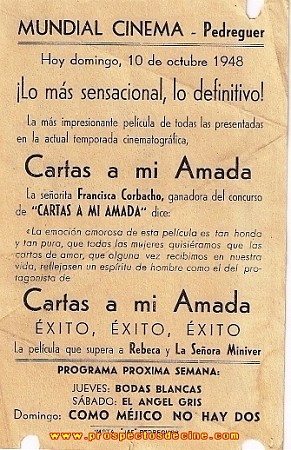 MUNDIAL CINEMA - Pedreguer
Hoy domingo, 10 de octubre 1948
¡Lo más sensacional, lo definitivo!
La más impresionante película de todas las presentadas
en la actual temporada cinematográfica,
Cartas a mi Amada
La señorita Francisca Corbacho, ganadora del concurso
de "CARTAS A MI AMADA" dice:
«La emoción amorosa de esta película es tan honda
y tan pura, que todas las mujeres quisiéramos que las
cartas de amor, que alguna vez recibimos en nuestra
vida, reflejasen un espíritu de hombre como el del pro-
tagonista de
Cartas a mi Amada
ÉXITO, ÉXITO, ÉXITO
La película que supera a Rebeca y La Señora Miniver
PROGRAMA PROXIMA SEMANA:
JUEVES: BODAS BLANCAS
SÁBADO: EL ANGEL GRIS
Domingo: COMO MÉJICO NO HAY DOS
www.prospectosdecine.com